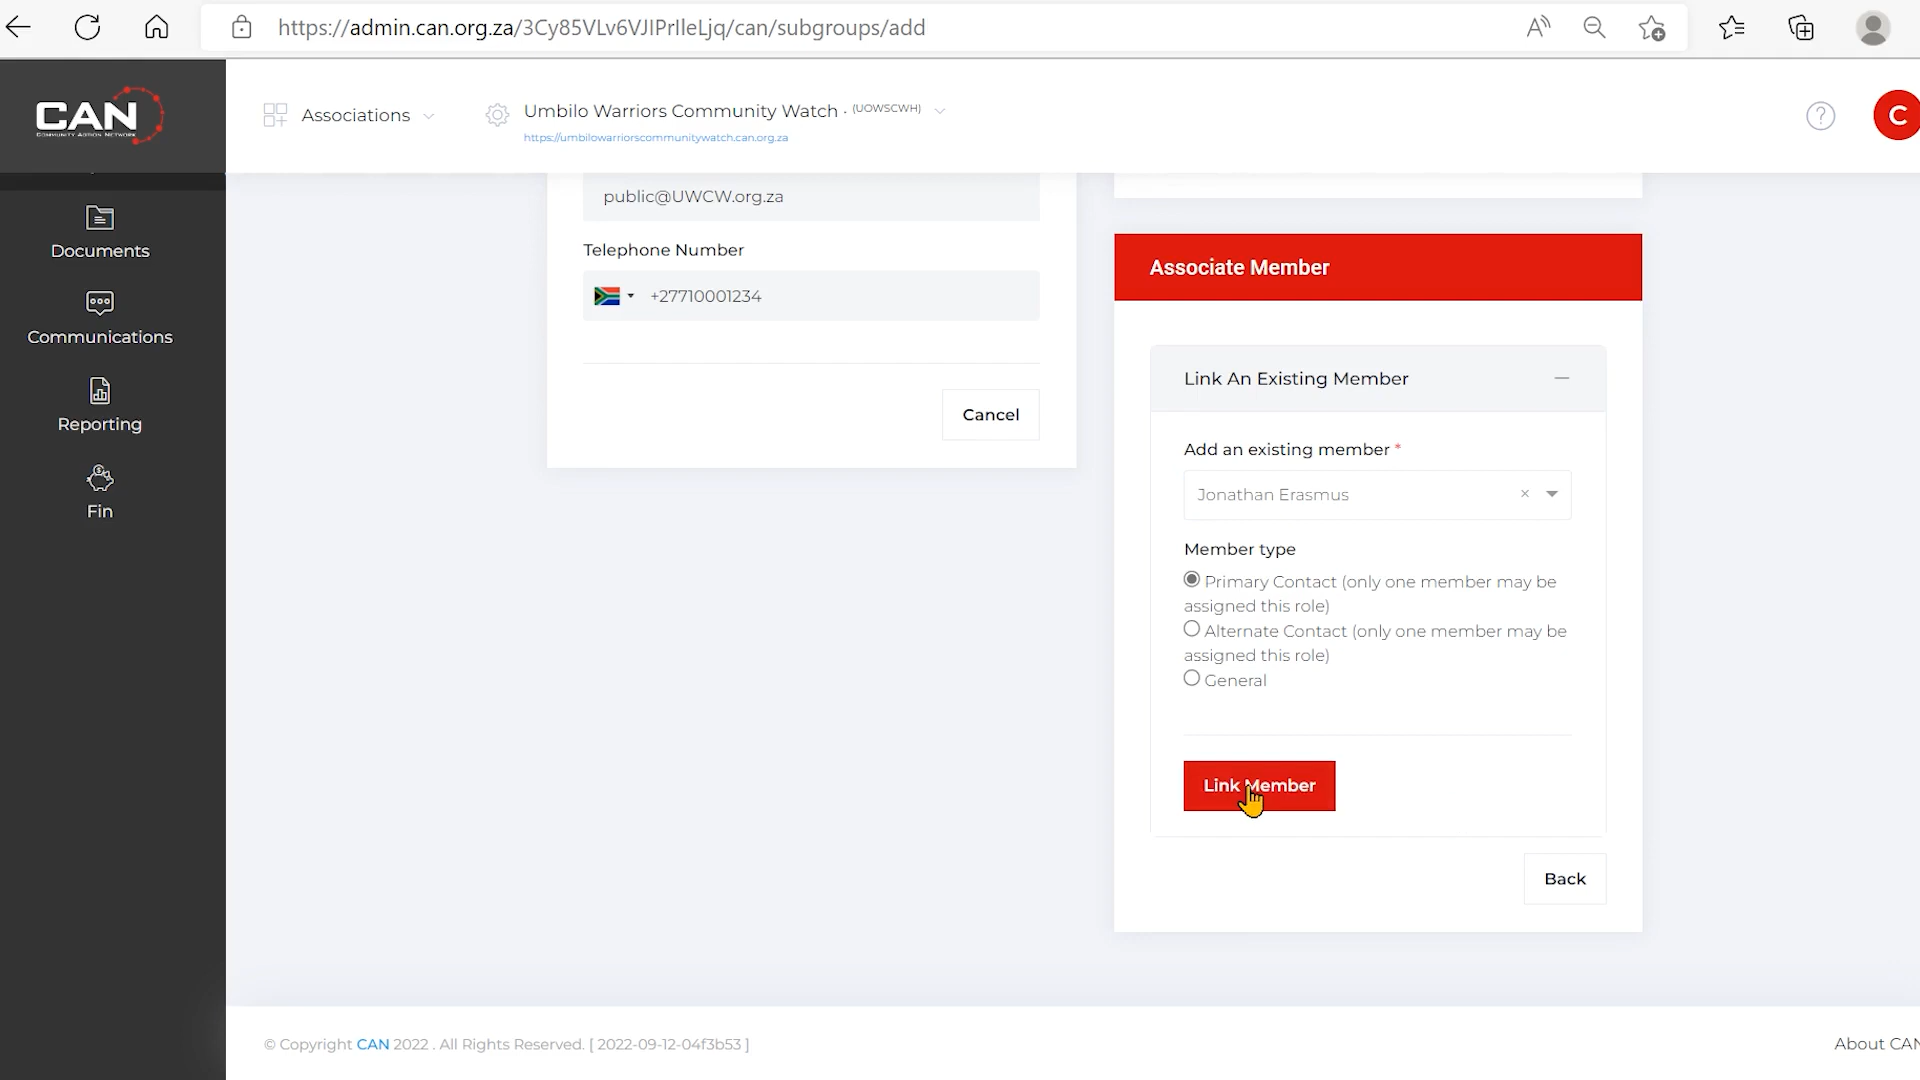 https://admin.can.org.za/3Cy85VLv6VJIPrIleLjq/can/subgroups/add
CAN
COMMUNITY ACTION NETWORK
Associations
Umbilo Warriors Community Watch · (UOWSCWH)
https://umbilowarriorscommunitywatch.can.org.za
?
C
Documents
Communications
Reporting
Fin
public@UWCW.org.za
Telephone Number
+27710001234
Cancel
Associate Member
Link An Existing Member
Add an existing member *
Jonathan Erasmus ×
Member type
Primary Contact (only one member may be
assigned this role)
Alternate Contact (only one member may be
assigned this role)
General
Link Member
Back
© Copyright CAN 2022 . All Rights Reserved. [ 2022-09-12-04f3b53 ]
About CAN